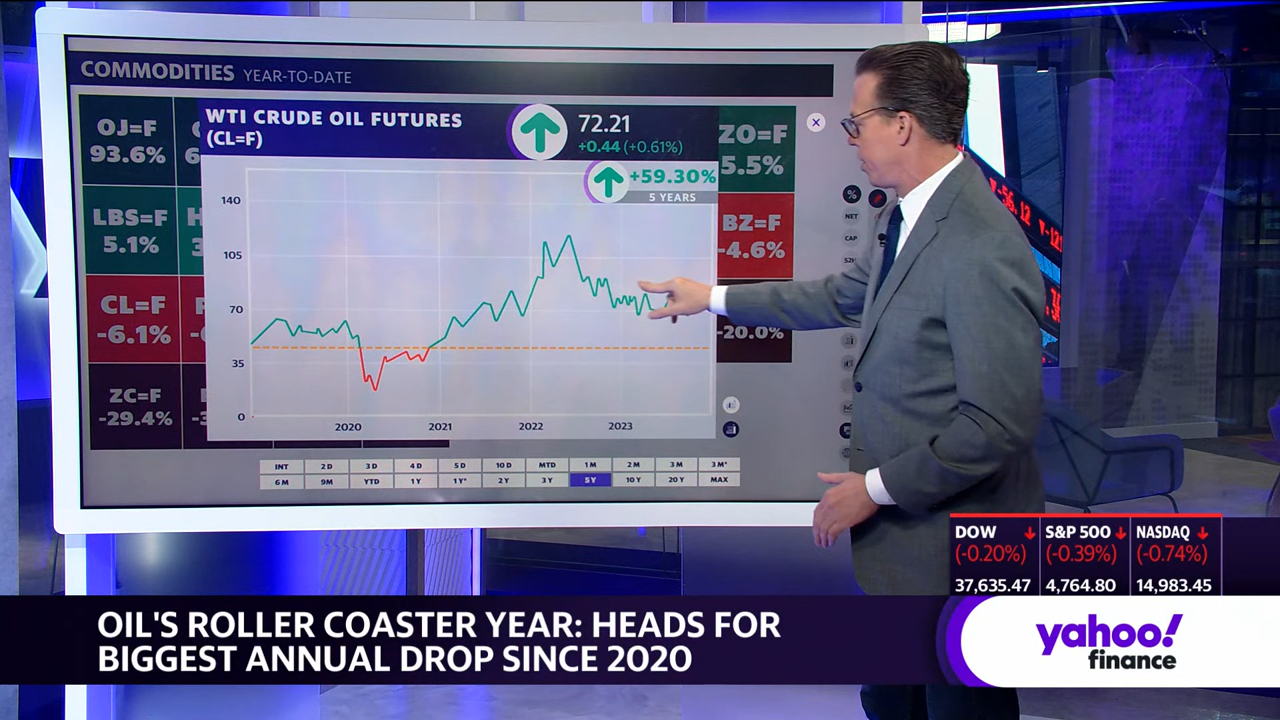 COMMODITIES YEAR-TO-DATE
OJ=F
93.6%
LBS=F
5.1%
CL=F
-6.1%
ZC=F
-29.4%
WTI CRUDE OIL FUTURES
(CL=F)
72.21
+0.44 (+0.61%)
+59.30%
5 YEARS
140
105
70
35
0
2020 2021 2022 2023
ZO=F
5.5%
BZ=F
-4.6%
-20.0%
%
NET
CAP
INT 2 D 3 D 4 D 5 D 10 D MTD 1 M 2 M 3 M 3 M*
6 M 9M YTD 1 Y 1 Y* 2 Y 3 Y 5Y 10 Y 20 Y MAX
DOW S&P 500 NASDAQ
(-0.20%) (-0.39%) (-0.74%)
37,635.47 4,764.80 14,983.45
OIL'S ROLLER COASTER YEAR: HEADS FOR
BIGGEST ANNUAL DROP SINCE 2020
yahoo!
finance